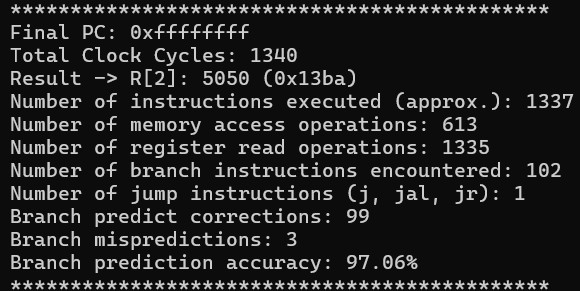 *********************************************
Final PC: 0xffffffff
Total Clock Cycles: 1340
Result -> R[2]: 5050 (0x13ba)
Number of instructions executed (approx.): 1337
Number of memory access operations: 613
Number of register read operations: 1335
Number of branch instructions encountered: 102
Number of jump instructions (j, jal, jr): 1
Branch predict corrections: 99
Branch mispredictions: 3
Branch prediction accuracy: 97.06%
*********************************************